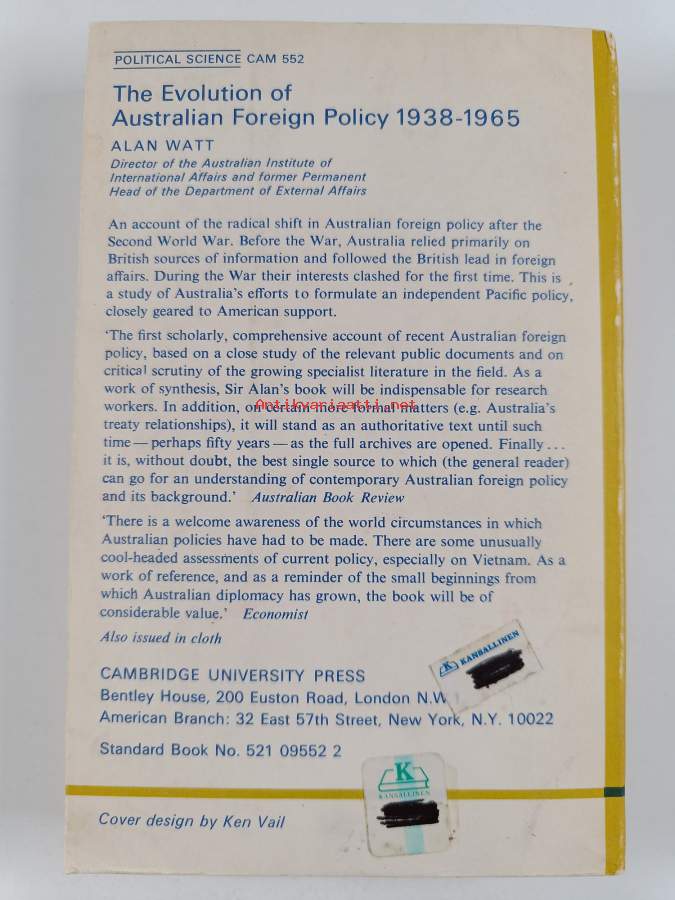 POLITICAL SCIENCE CAM 552
The Evolution of
Australian Foreign Policy 1938-1965
ALAN WATT
Director of the Australian Institute of
International Affairs and former Permanent
Head of the Department of External Affairs
An account of the radical shift in Australian foreign policy after the
Second World War. Before the War, Australia relied primarily on
British sources of information and followed the British lead in foreign
affairs. During the War their interests clashed for the first time. This is
a study of Australia's efforts to formulate an independent Pacific policy,
closely geared to American support.
'The first scholarly, comprehensive account of recent Australian foreign
policy, based on a close study of the relevant public documents and on
critical scrutiny of the growing specialist literature in the field. As a
work of synthesis, Sir Alan's book will be indispensable for research
workers. In addition, on certain more formal matters (e.g. Australia's
Antikvariaatti.net
treaty relationships), it will stand as an authoritative text until such
time — perhaps fifty years — as the full archives are opened. Finally ...
it is, without doubt, the best single source to which (the general reader)
can go for an understanding of contemporary Australian foreign policy
and its background.' Australian Book Review
'There is a welcome awareness of the world circumstances in which
Australian policies have had to be made. There are some unusually
cool-headed assessments of current policy, especially on Vietnam. As a
work of reference, and as a reminder of the small beginnings from
which Australian diplomacy has grown, the book will be of
considerable value.' Economist
Also issued in cloth
K KANSALLINEN
CAMBRIDGE UNIVERSITY PRESS
Bentley House, 200 Euston Road, London N.W
American Branch: 32 East 57th Street, New York, N.Y. 10022
Standard Book No. 521 09552 2
K
KANSALLINEN
Cover design by Ken Vail